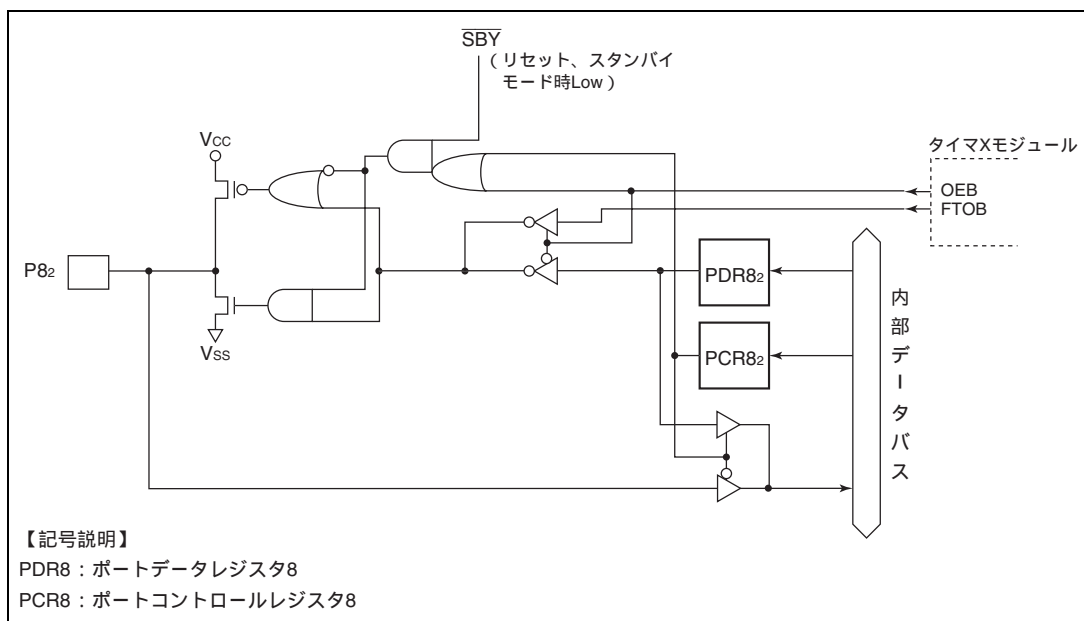 SBY
(リセット、スタンバイ
モード時Low)
VCC
タイマXモジュール
OEB
FTOB
P82
PDR82
PCR82
内部データバス
VSS
【記号説明】
PDR8：ポートデータレジスタ8
PCR8：ポートコントロールレジスタ8